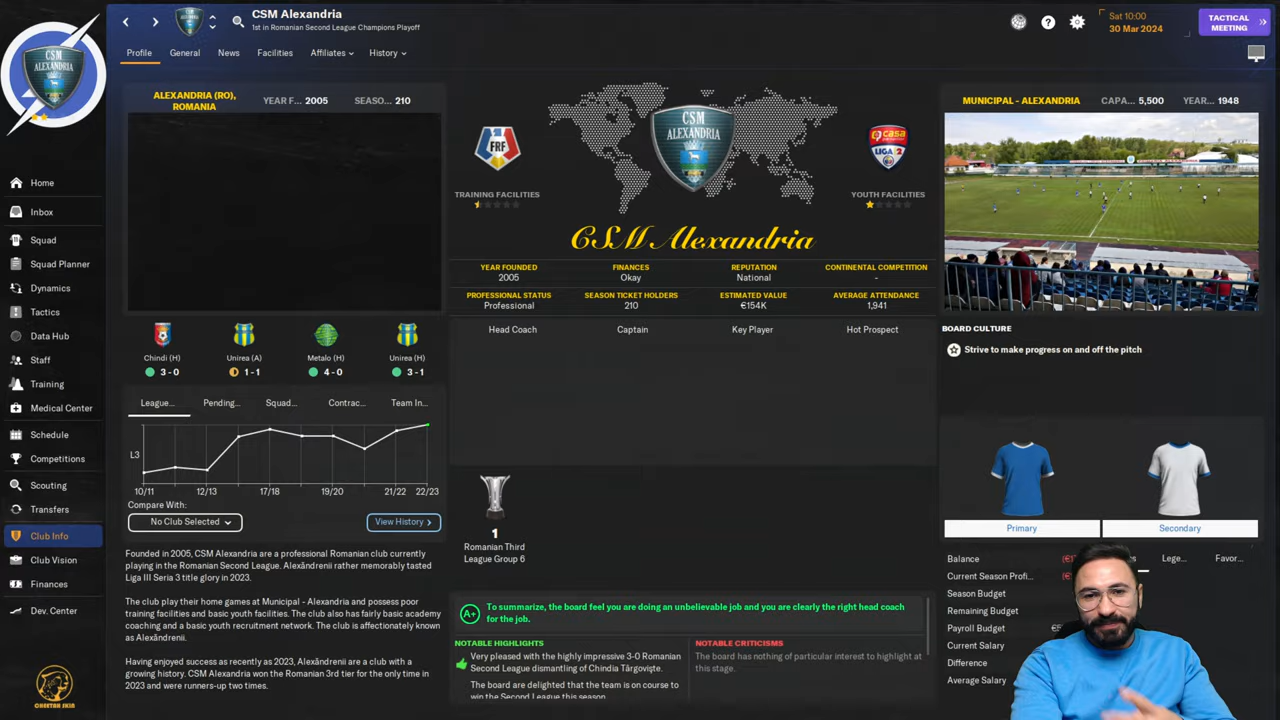 CSM Alexandria
1st in Romanian Second League Champions Playoff
Sat 10:00
30 Mar 2024
TACTICAL MEETING
Profile General News Facilities Affiliates History
CSM ALEXANDRIA
Home
Inbox
Squad
Squad Planner
Dynamics
Tactics
Data Hub
Staff
Training
Medical Center
Schedule
Competitions
Scouting
Transfers
Club Info
Club Vision
Finances
Dev. Center
CHEETAH SKIN
ALEXANDRIA (RO), ROMANIA
YEAR F... 2005
SEASO... 210
Chindi (H) Unirea (A) Metalo (H) Unirea (H)
3 - 0 1 - 1 4 - 0 3 - 1
League... Pending... Squad... Contrac... Team In...
L3
10/11 12/13 17/18 19/20 21/22 22/23
Compare With:
No Club Selected
View History
Founded in 2005, CSM Alexandria are a professional Romanian club currently
playing in the Romanian Second League. Alexăndrenii rather memorably tasted
Liga III Seria 3 title glory in 2023.
The club play their home games at Municipal - Alexandria and possess poor
training facilities and basic youth facilities. The club also has fairly basic academy
coaching and a basic youth recruitment network. The club is affectionately known
as Alexăndrenii.
Having enjoyed success as recently as 2023, Alexăndrenii are a club with a
growing history. CSM Alexandria won the Romanian 3rd tier for the only time in
2023 and were runners-up two times.
FRF
TRAINING FACILITIES
CSM ALEXANDRIA
casa
LIGA 2
YOUTH FACILITIES
CSM Alexandria
YEAR FOUNDED FINANCES REPUTATION CONTINENTAL COMPETITION
2005 Okay National -
PROFESSIONAL STATUS SEASON TICKET HOLDERS ESTIMATED VALUE AVERAGE ATTENDANCE
Professional 210 €154K 1,941
Head Coach Captain Key Player Hot Prospect
1
Romanian Third
League Group 6
A+
To summarize, the board feel you are doing an unbelievable job and you are clearly the right head coach
for the job.
NOTABLE HIGHLIGHTS
Very pleased with the highly impressive 3-0 Romanian
Second League dismantling of Chindia Târgovişte.
The board are delighted that the team is on course to
win the Second League this season.
NOTABLE CRITICISMS
The board has nothing of particular interest to highlight at
this stage.
MUNICIPAL - ALEXANDRIA
CAPA... 5,500
YEAR... 1948
BOARD CULTURE
Strive to make progress on and off the pitch
Primary
Secondary
Lege... Favor...
Balance
Current Season Profi...
Season Budget
Remaining Budget
Payroll Budget
Current Salary
Difference
Average Salary